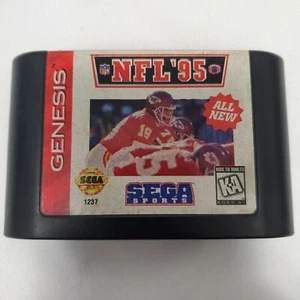 NFL '95
ALL
NEW!
GENESIS
19
SEGA
1237
SEGA
SPORTS
KIDS TO ADULTS
K-A